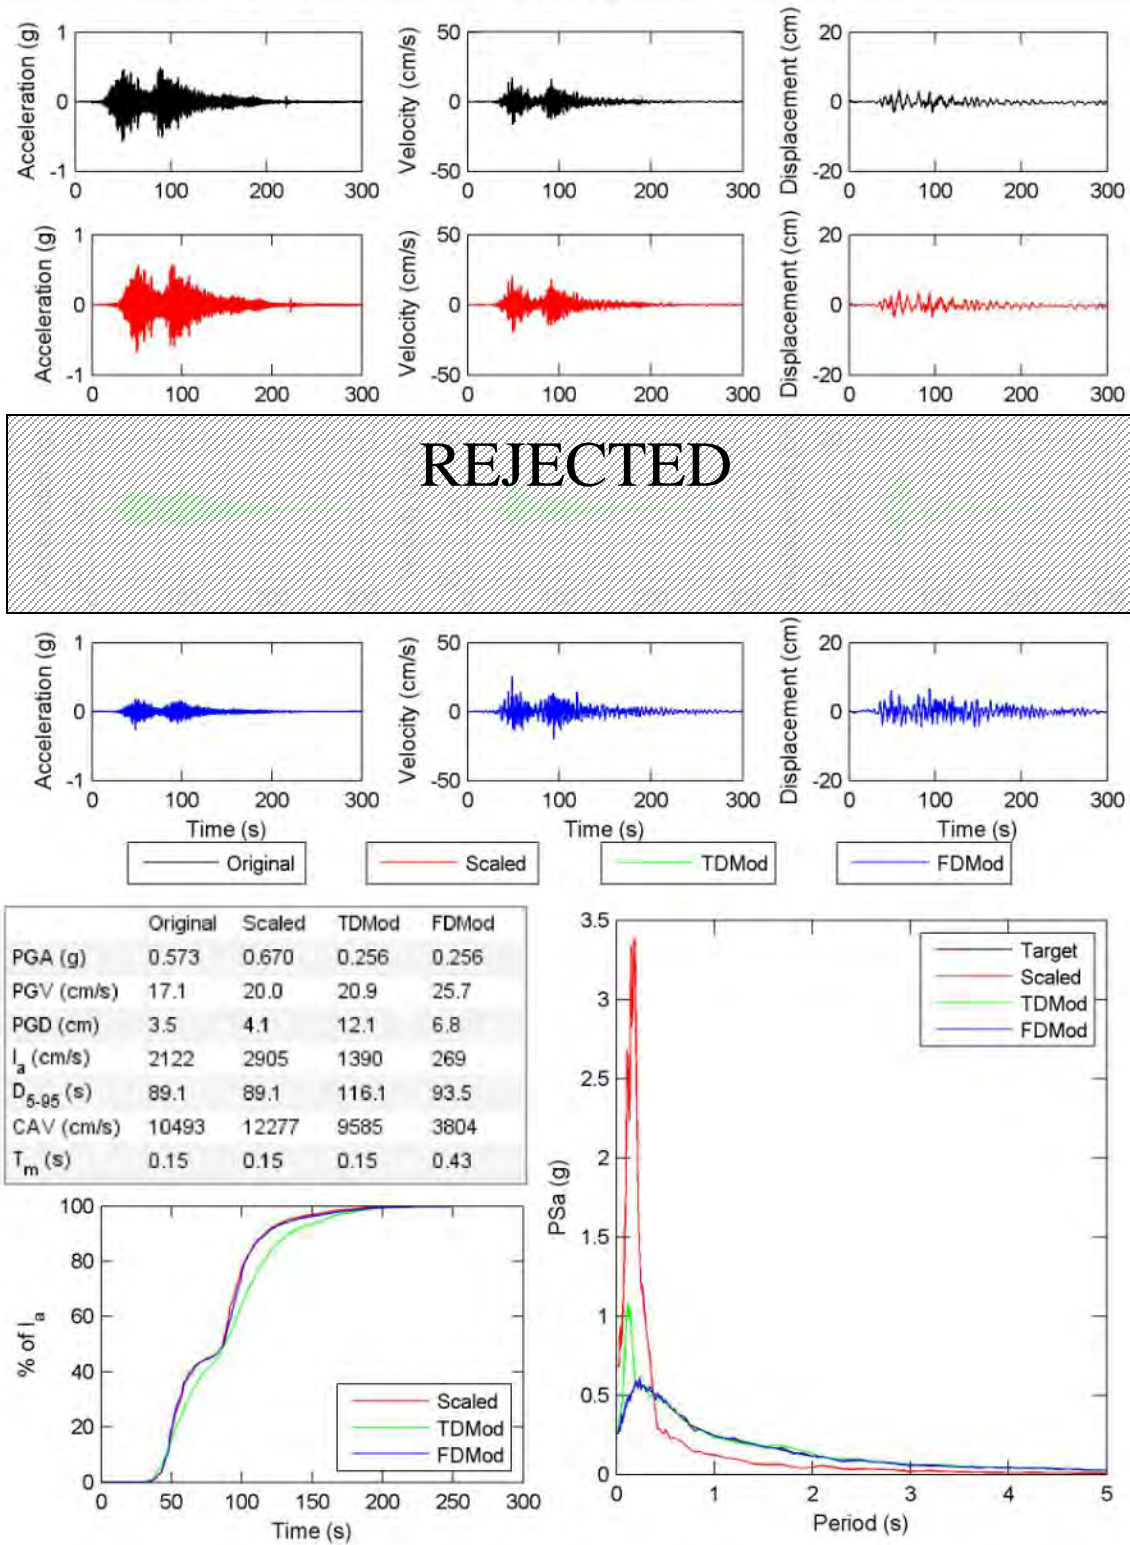 Acceleration (g)
1
0
-1
0 100 200 300
Velocity (cm/s)
50
0
-50
0 100 200 300
Displacement (cm)
20
0
-20
0 100 200 300
Acceleration (g)
1
0
-1
0 100 200 300
Velocity (cm/s)
50
0
-50
0 100 200 300
Displacement (cm)
20
0
-20
0 100 200 300
REJECTED
Acceleration (g)
1
0
-1
0 100 200 300
Time (s)
Velocity (cm/s)
50
0
-50
0 100 200 300
Time (s)
Displacement (cm)
20
0
-20
0 100 200 300
Time (s)
Original Scaled TDMod FDMod
Original Scaled TDMod FDMod
PGA (g) 0.573 0.670 0.256 0.256
PGV (cm/s) 17.1 20.0 20.9 25.7
PGD (cm) 3.5 4.1 12.1 6.8
Ia (cm/s) 2122 2905 1390 269
D5-95 (s) 89.1 89.1 116.1 93.5
CAV (cm/s) 10493 12277 9585 3804
Tm (s) 0.15 0.15 0.15 0.43
% of Ia
100
80
60
40
20
0
0 50 100 150 200 250 300
Time (s)
Scaled
TDMod
FDMod
PSa (g)
3.5
3
2.5
2
1.5
1
0.5
0
0 1 2 3 4 5
Period (s)
Target
Scaled
TDMod
FDMod